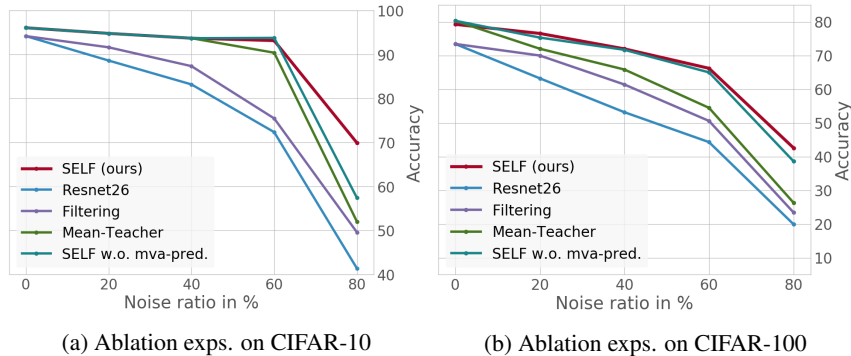 100
90
80
70
60
50
40
Accuracy
SELF (ours)
Resnet26
Filtering
Mean-Teacher
SELF w.o. mva-pred.
0 20 40 60 80
Noise ratio in %
(a) Ablation exps. on CIFAR-10
80
70
60
50
40
30
20
10
Accuracy
SELF (ours)
Resnet26
Filtering
Mean-Teacher
SELF w.o. mva-pred.
0 20 40 60 80
Noise ratio in %
(b) Ablation exps. on CIFAR-100